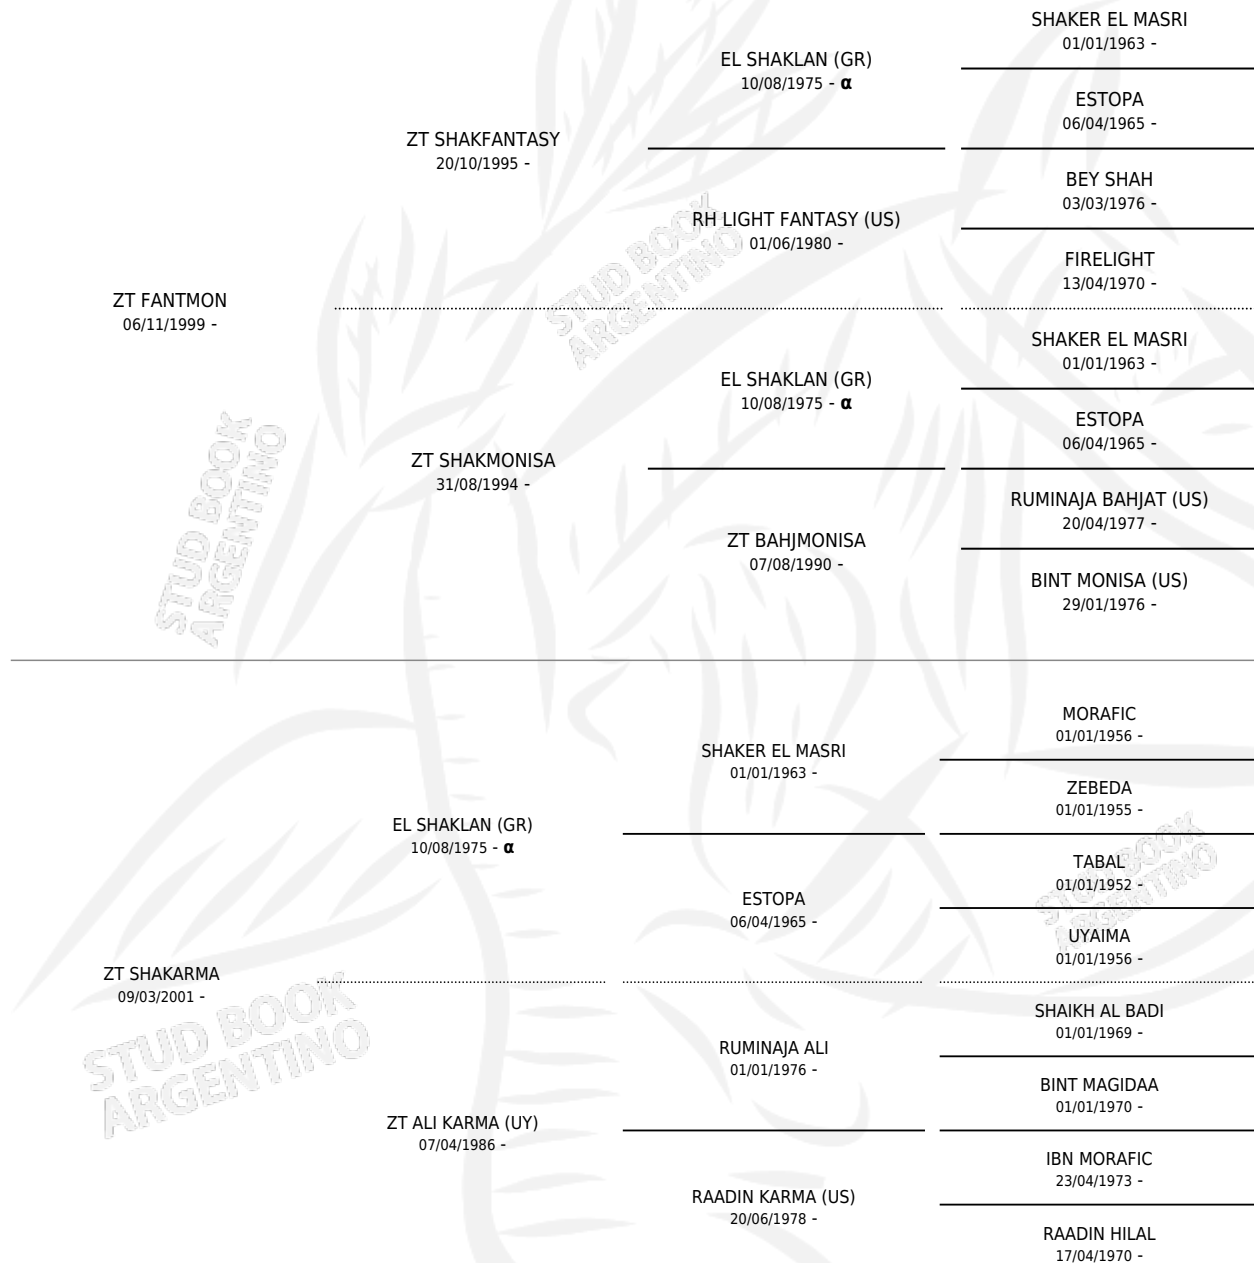 SHAKER EL MASRI
01/01/1963 -
EL SHAKLAN (GR)
10/08/1975 - α
ESTOPA
06/04/1965 -
ZT SHAKFANTASY
20/10/1995 -
BEY SHAH
03/03/1976 -
RH LIGHT FANTASY (US)
01/06/1980 -
FIRELIGHT
13/04/1970 -
ZT FANTMON
06/11/1999 -
STUD BOOK
ARGENTINO
SHAKER EL MASRI
01/01/1963 -
EL SHAKLAN (GR)
10/08/1975 - α
ESTOPA
06/04/1965 -
ZT SHAKMONISA
31/08/1994 -
RUMINAJA BAHJAT (US)
20/04/1977 -
ZT BAHJMONISA
07/08/1990 -
BINT MONISA (US)
29/01/1976 -
STUD BOOK
ARGENTINO
MORAFIC
01/01/1956 -
SHAKER EL MASRI
01/01/1963 -
ZEBEDA
01/01/1955 -
EL SHAKLAN (GR)
10/08/1975 - α
TABAL
01/01/1952 -
ESTOPA
06/04/1965 -
UYAIMA
01/01/1956 -
STUD BOOK
ARGENTINO
ZT SHAKARMA
09/03/2001 -
SHAIKH AL BADI
01/01/1969 -
RUMINAJA ALI
01/01/1976 -
BINT MAGIDAA
01/01/1970 -
ZT ALI KARMA (UY)
07/04/1986 -
IBN MORAFIC
23/04/1973 -
RAADIN KARMA (US)
20/06/1978 -
RAADIN HILAL
17/04/1970 -
STUD BOOK
ARGENTINO